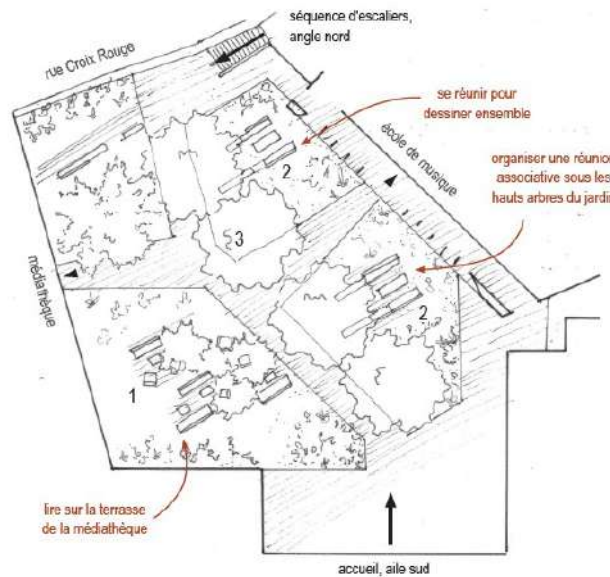 séquence d'escaliers,
angle nord
rue Croix Rouge
se réunir pour
dessiner ensemble
école de musique
organiser une réunion
associative sous les
hauts arbres du jardin
2
3
médiathèque
2
1
lire sur la terrasse
de la médiathèque
accueil, aile sud